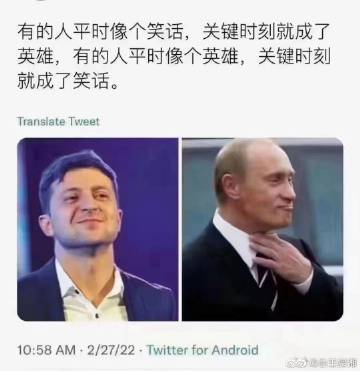 有的人平时像个笑话，关键时刻就成了
英雄，有的人平时像个英雄，关键时刻
就成了笑话。
Translate Tweet
10:58 AM · 2/27/22 · Twitter for Android